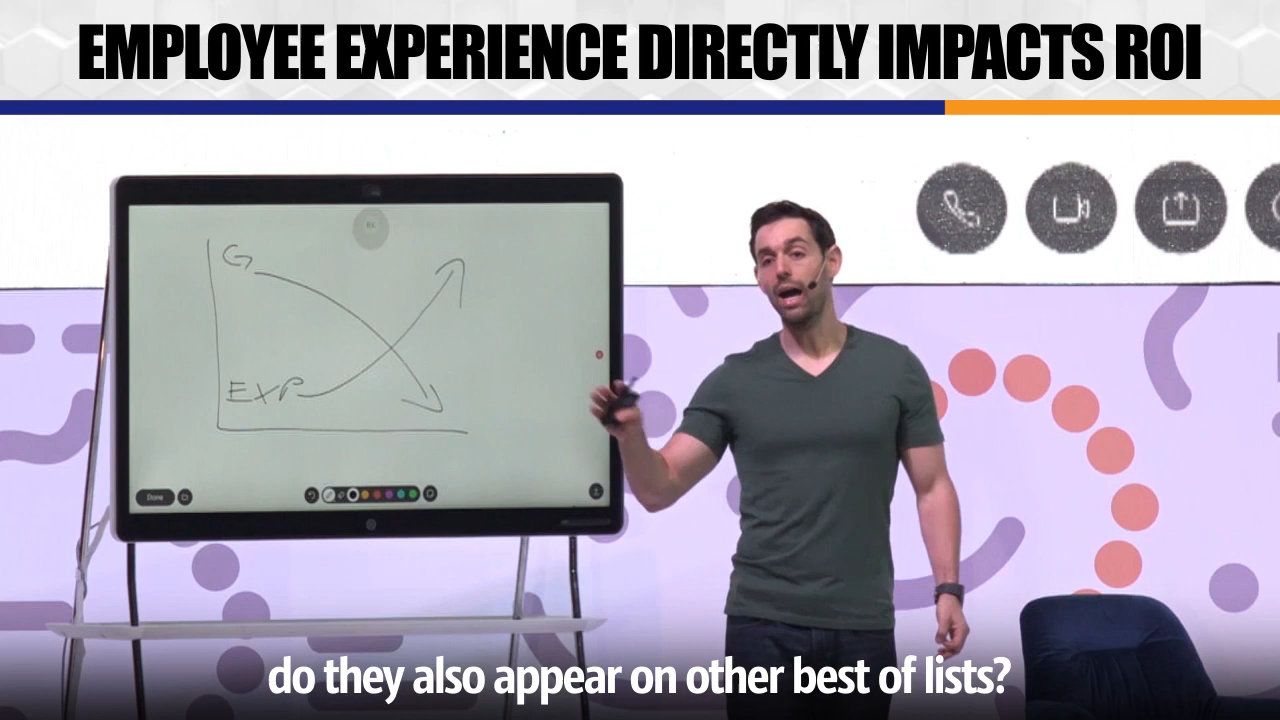 EMPLOYEE EXPERIENCE DIRECTLY IMPACTS ROI
G
EXP
Done
do they also appear on other best of lists?